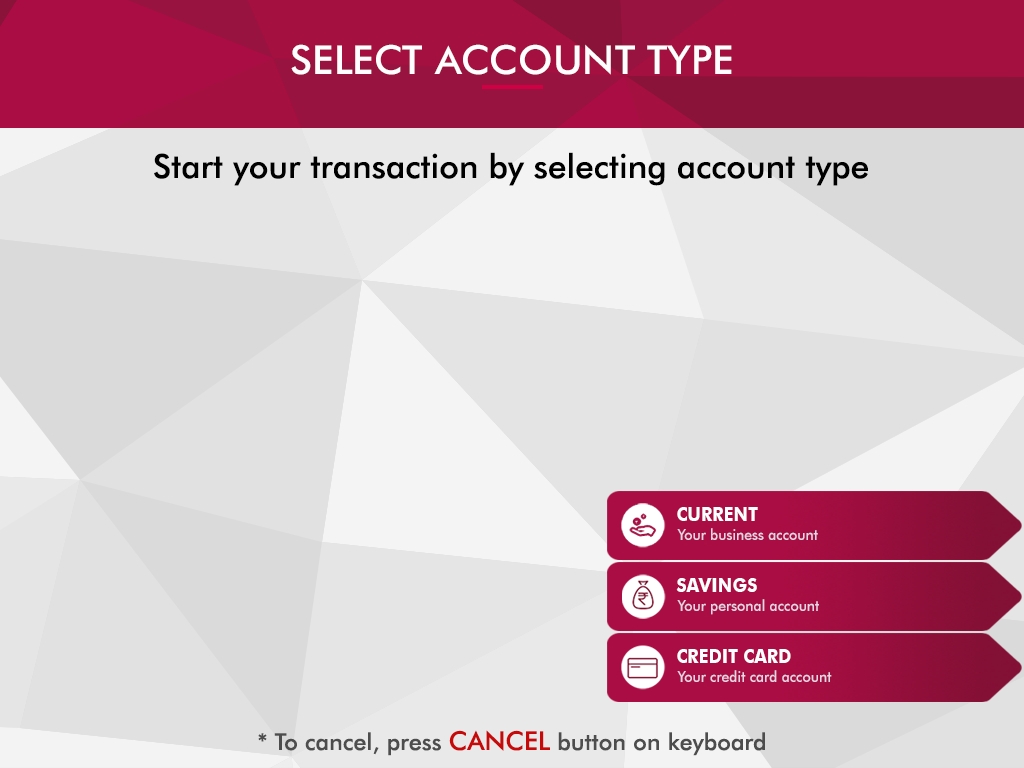 SELECT ACCOUNT TYPE
Start your transaction by selecting account type
CURRENT
Your business account
SAVINGS
Your personal account
CREDIT CARD
Your credit card account
* To cancel, press CANCEL button on keyboard